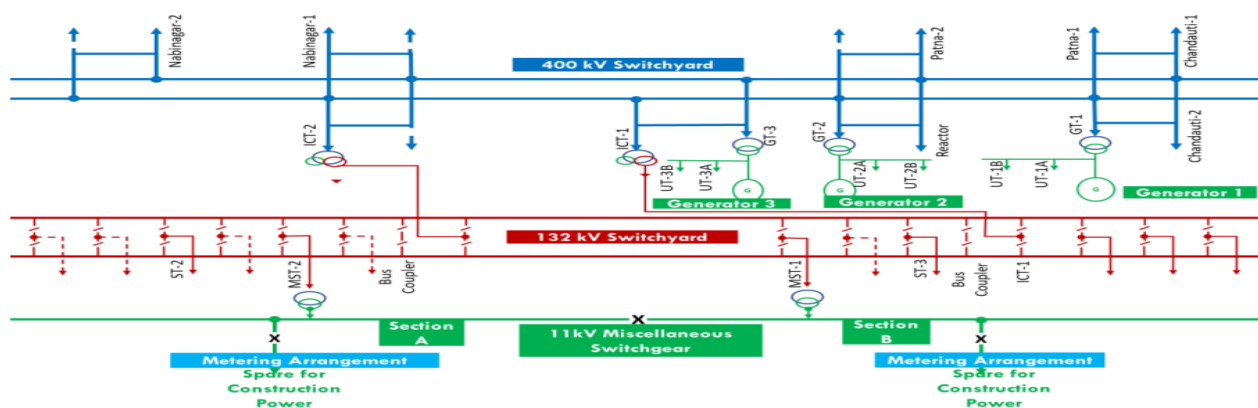 Nabinagar-2
Nabinagar-1
Patna-2
Patna-1
Chandauti-1
400 kV Switchyard
ICT-2
ICT-1
GT-3
GT-2
Reactor
GT-1
Chandauti-2
UT-3B
UT-3A
UT-2A
UT-2B
UT-1B
UT-1A
G
G
G
Generator 3
Generator 2
Generator 1
132 kV Switchyard
ST-2
MST-2
Bus
Coupler
MST-1
ST-3
Bus
Coupler
ICT-1
X
Section
A
11kV Miscellaneous
Switchgear
Section
B
X
X
Metering Arrangement
Metering Arrangement
Spare for
Construction
Power
Spare for
Construction
Power